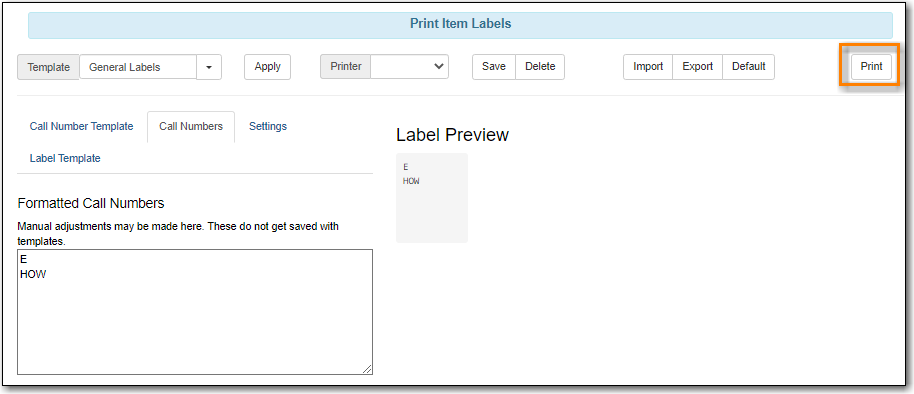 Print Item Labels
Template General Labels Apply Printer Save Delete Import Export Default Print
Call Number Template Call Numbers Settings
Label Template
Label Preview
E
HOW
Formatted Call Numbers
Manual adjustments may be made here. These do not get saved with
templates.
E
HOW